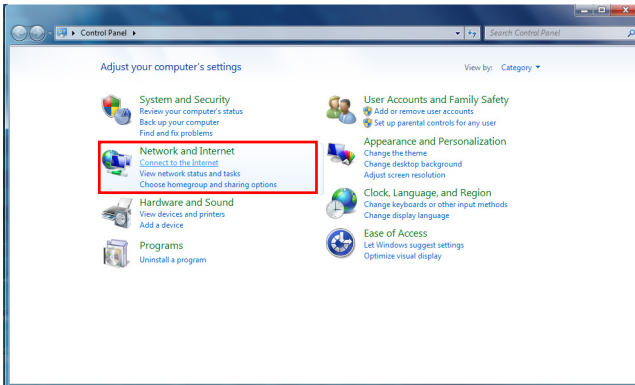 Control Panel
Search Control Panel
Adjust your computer's settings
View by: Category
System and Security
Review your computer's status
Back up your computer
Find and fix problems
Network and Internet
Connect to the Internet
View network status and tasks
Choose homegroup and sharing options
Hardware and Sound
View devices and printers
Add a device
Programs
Uninstall a program
User Accounts and Family Safety
Add or remove user accounts
Set up parental controls for any user
Appearance and Personalization
Change the theme
Change desktop background
Adjust screen resolution
Clock, Language, and Region
Change keyboards or other input methods
Change display language
Ease of Access
Let Windows suggest settings
Optimize visual display